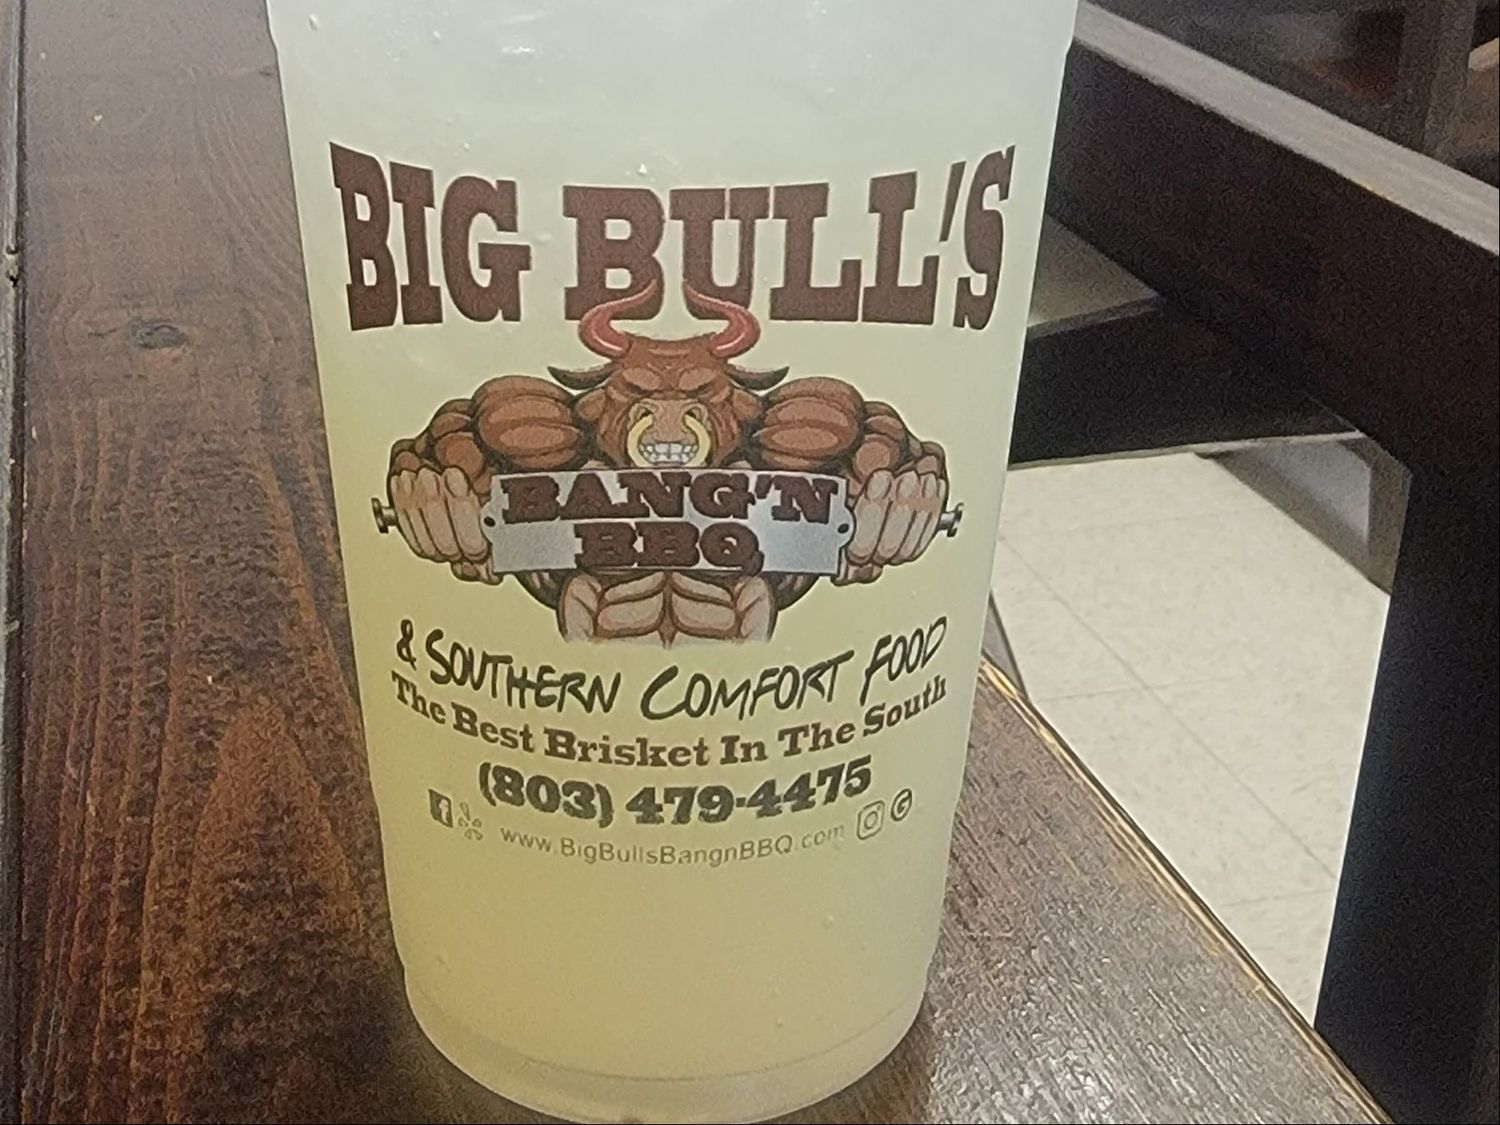 BIG BULL'S
BANG'N
BBQ
& SOUTHERN COMFORT FOOD
The Best Brisket In The South
(803) 479-4475
www.BigBullsBangnBBQ.com